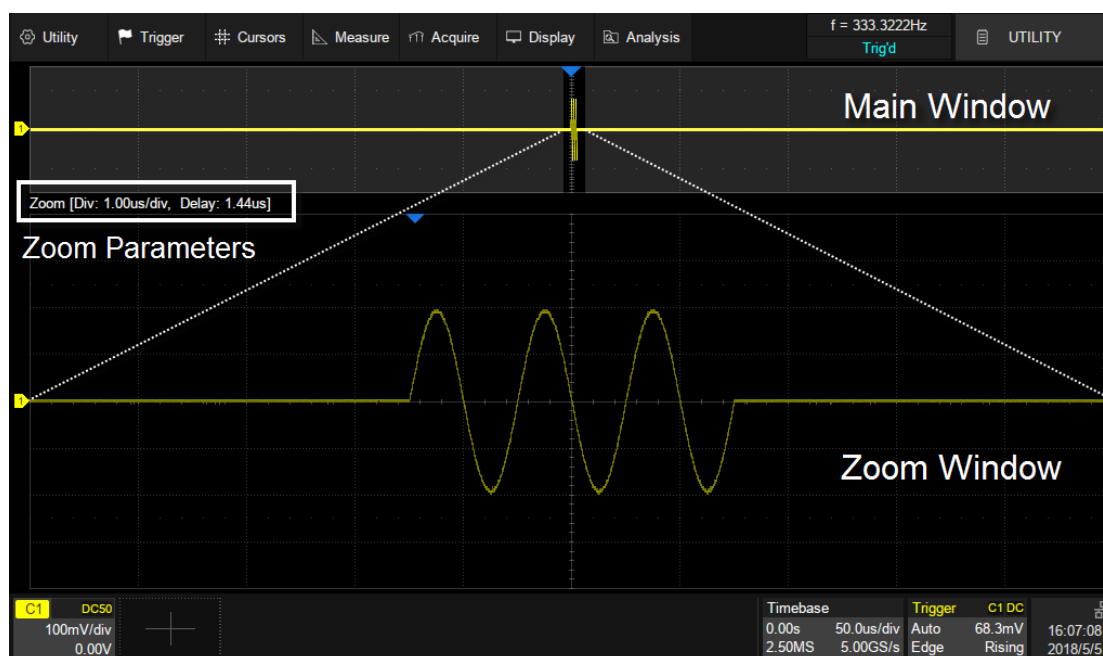 Utility Trigger Cursors Measure Acquire Display Analysis f = 333.3222Hz UTILITY
Trig'd
Main Window
1
Zoom [Div: 1.00us/div, Delay: 1.44us]
Zoom Parameters
1
Zoom Window
C1 DC50 Timebase Trigger C1 DC
100mV/div 0.00s 50.0us/div Auto 68.3mV 16:07:08
0.00V 2.50MS 5.00GS/s Edge Rising 2018/5/5